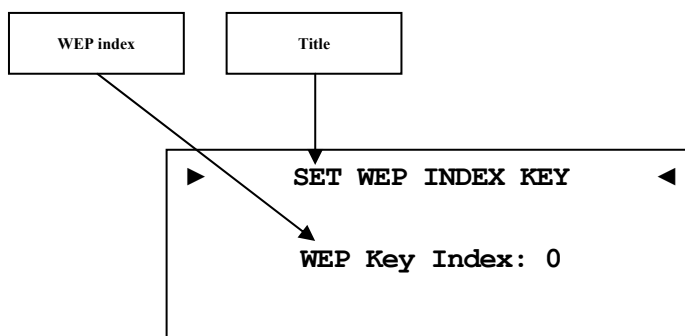 WEP index Title
► SET WEP INDEX KEY ◄
WEP Key Index: 0